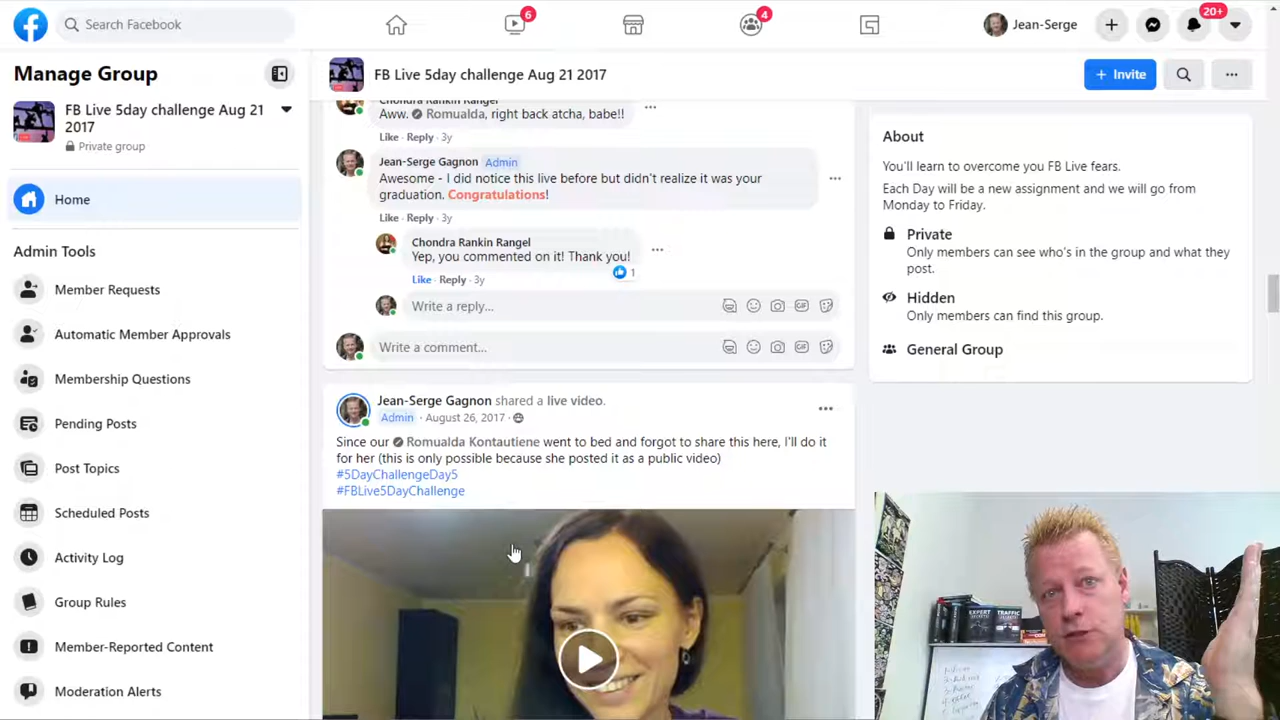 Search Facebook
6
4
Jean-Serge
20+
Manage Group
FB Live 5day challenge Aug 21
2017
Private group
Home
Admin Tools
Member Requests
Automatic Member Approvals
Membership Questions
Pending Posts
Post Topics
Scheduled Posts
Activity Log
Group Rules
Member-Reported Content
Moderation Alerts
FB Live 5day challenge Aug 21 2017
+ Invite
Chondra Rankin Rangel
Aww. Romualda, right back atcha, babe!!
Like · Reply · 3y
Jean-Serge Gagnon Admin
Awesome - I did notice this live before but didn't realize it was your
graduation. Congratulations!
Like · Reply · 3y
Chondra Rankin Rangel
Yep, you commented on it! Thank you!
1
Like · Reply · 3y
Write a reply...
GIF
Write a comment...
GIF
Jean-Serge Gagnon shared a live video.
Admin · August 26, 2017 ·
Since our Romualda Kontautiene went to bed and forgot to share this here, I'll do it
for her (this is only possible because she posted it as a public video)
#5DayChallengeDay5
#FBLive5DayChallenge
About
You'll learn to overcome you FB Live fears.
Each Day will be a new assignment and we will go from
Monday to Friday.
Private
Only members can see who's in the group and what they
post.
Hidden
Only members can find this group.
General Group
EXPERT
TRAFFIC